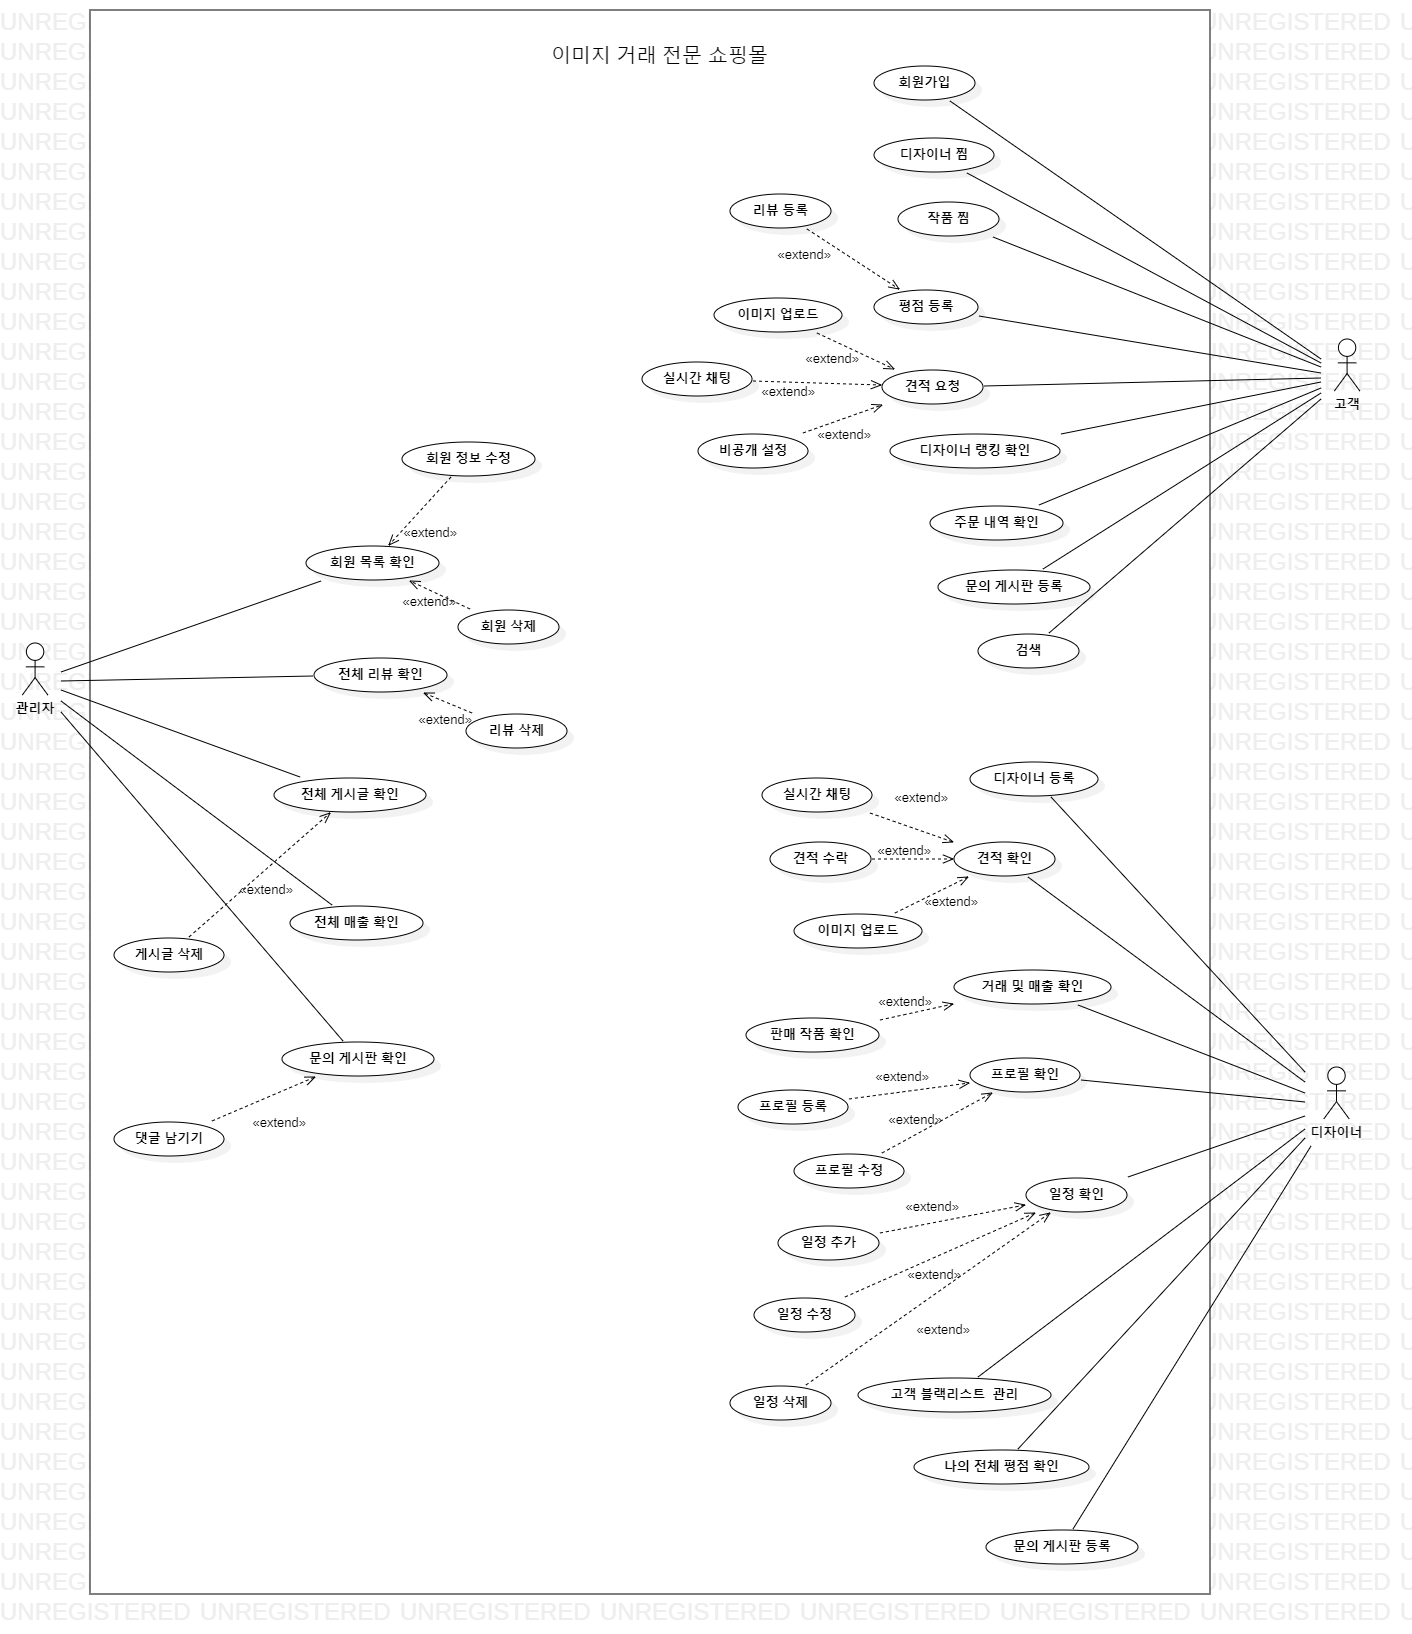 이미지 거래 전문 쇼핑몰
회원가입
디자이너 찜
작품 찜
리뷰 등록
«extend»
평점 등록
이미지 업로드
«extend»
실시간 채팅
«extend»
견적 요청
비공개 설정
«extend»
디자이너 랭킹 확인
주문 내역 확인
문의 게시판 등록
검색
고객
회원 정보 수정
«extend»
회원 목록 확인
«extend»
회원 삭제
전체 리뷰 확인
«extend»
리뷰 삭제
관리자
전체 게시글 확인
«extend»
게시글 삭제
전체 매출 확인
문의 게시판 확인
«extend»
댓글 남기기
디자이너 등록
실시간 채팅
«extend»
견적 수락
«extend»
견적 확인
이미지 업로드
«extend»
거래 및 매출 확인
«extend»
판매 작품 확인
프로필 확인
«extend»
프로필 등록
«extend»
프로필 수정
디자이너
일정 확인
«extend»
일정 추가
«extend»
일정 수정
«extend»
일정 삭제
고객 블랙리스트  관리
나의 전체 평점 확인
문의 게시판 등록
UNREGISTERED UNREGISTERED UNREGISTERED UNREGISTERED UNREGISTERED UNREGISTERED UNREGISTERED